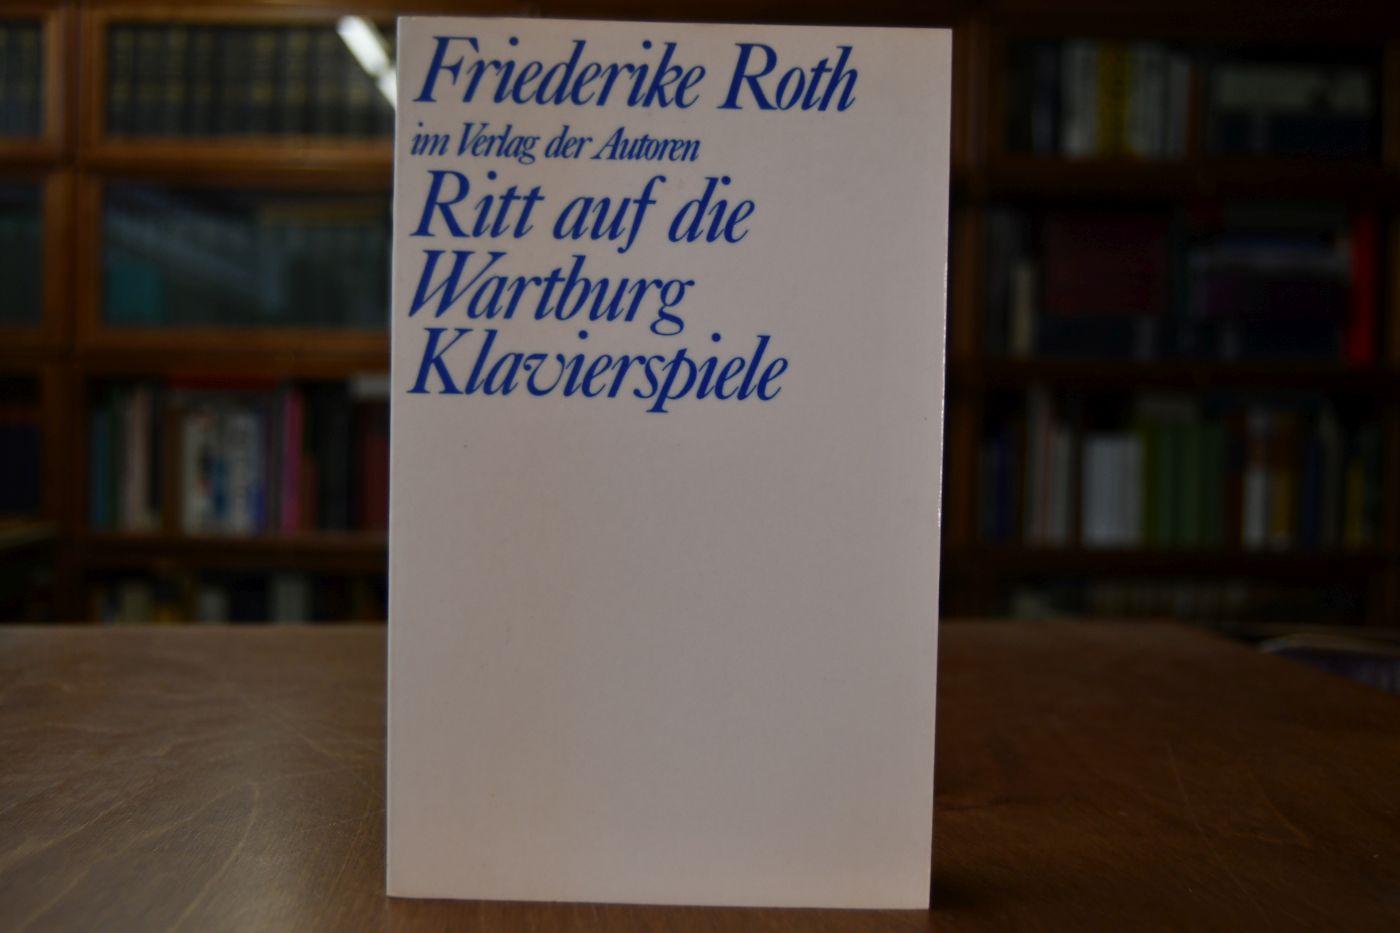 Friederike Roth
im Verlag der Autoren
Ritt auf die
Wartburg
Klavierspiele